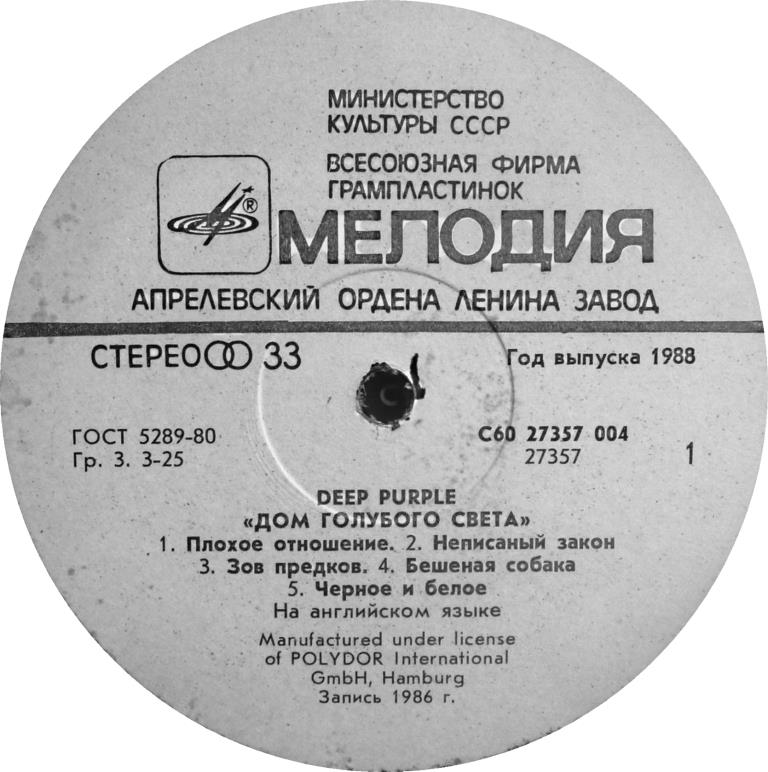 МИНИСТЕРСТВО
КУЛЬТУРЫ СССР
ВСЕСОЮЗНАЯ ФИРМА
ГРАМПЛАСТИНОК
®
МЕЛОДИЯ
АПРЕЛЕВСКИЙ ОРДЕНА ЛЕНИНА ЗАВОД
СТЕРЕО 33
Год выпуска 1988
ГОСТ 5289-80
Гр. 3. 3-25
С60 27357 004
27357
1
DEEP PURPLE
«ДОМ ГОЛУБОГО СВЕТА»
1. Плохое отношение. 2. Неписаный закон
3. Зов предков. 4. Бешеная собака
5. Черное и белое
На английском языке
Manufactured under license
of POLYDOR International
GmbH, Hamburg
Запись 1986 г.